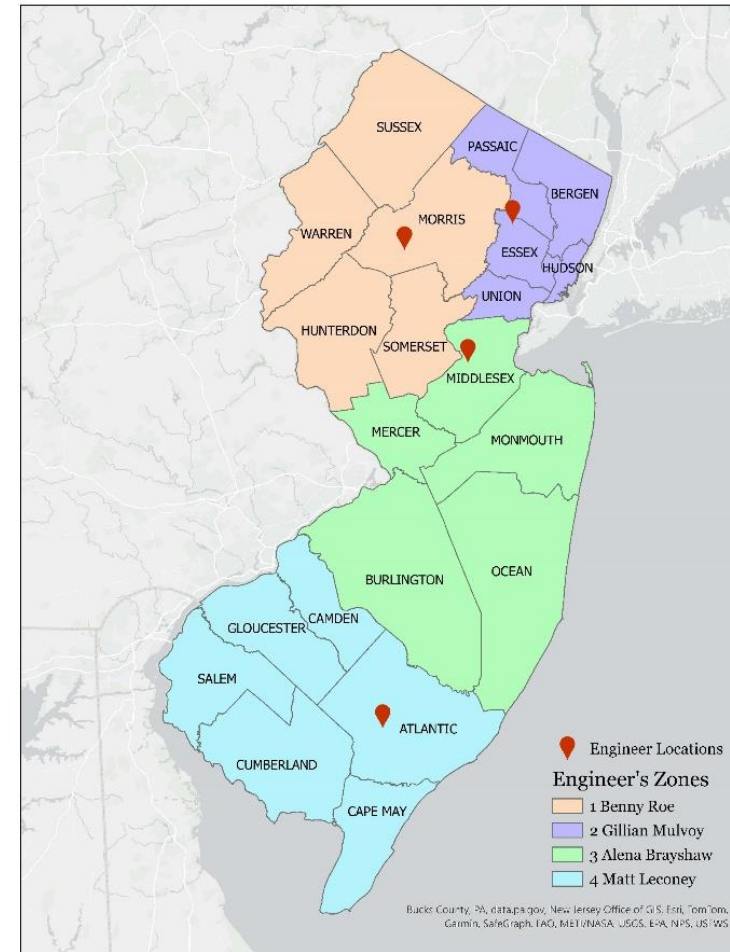 SUSSEX
PASSAIC
BERGEN
MORRIS
WARREN
ESSEX
HUDSON
UNION
HUNTERDON
SOMERSET
MIDDLESEX
MERCER
MONMOUTH
OCEAN
BURLINGTON
CAMDEN
GLOUCESTER
SALEM
ATLANTIC
CUMBERLAND
CAPE MAY
Engineer Locations
Engineer's Zones
1 Benny Roe
2 Gillian Mulvoy
3 Alena Brayshaw
4 Matt Leconey
Bucks County, PA, data.pa.gov, New Jersey Office of GIS, Esri, TomTom,
Garmin, SafeGraph, FAO, METI/NASA, USGS, EPA, NPS, USFWS